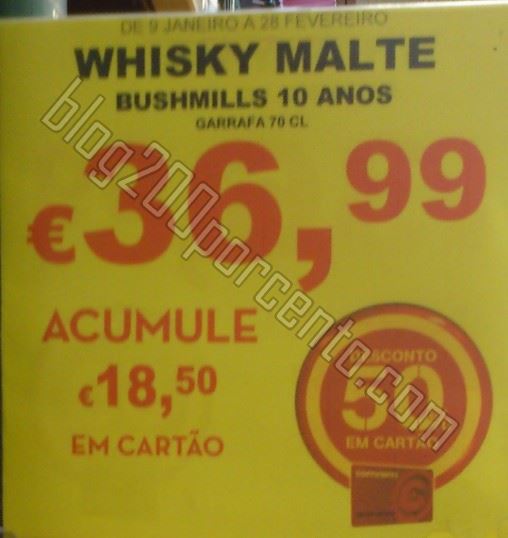 DE 9 JANEIRO A 28 FEVEREIRO
WHISKY MALTE
BUSHMILLS 10 ANOS
GARRAFA 70 CL
€36,99
ACUMULE
€18,50
EM CARTÃO
DESCONTO
50
EM CARTÃO
blog200porcento.com